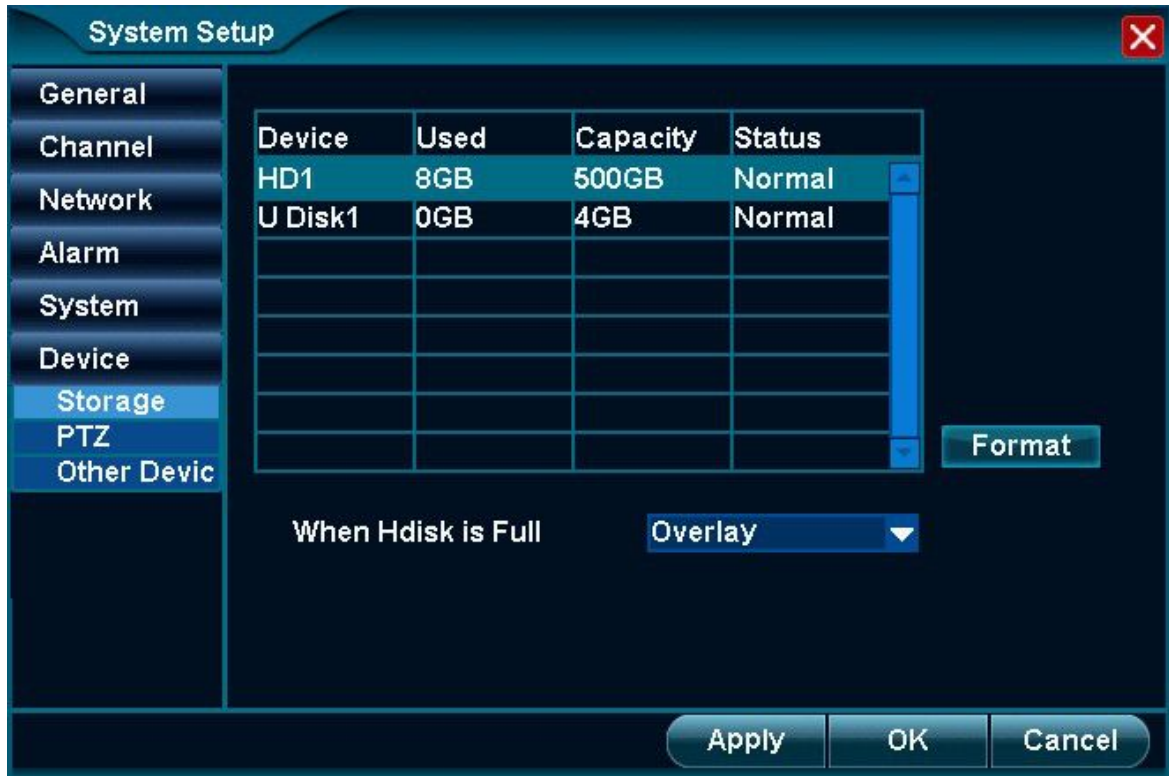 System Setup
General
Channel
Network
Alarm
System
Device
Storage
PTZ
Other Devic
Device Used Capacity Status
HD1 8GB 500GB Normal
U Disk1 0GB 4GB Normal
Format
When Hdisk is Full Overlay
Apply OK Cancel